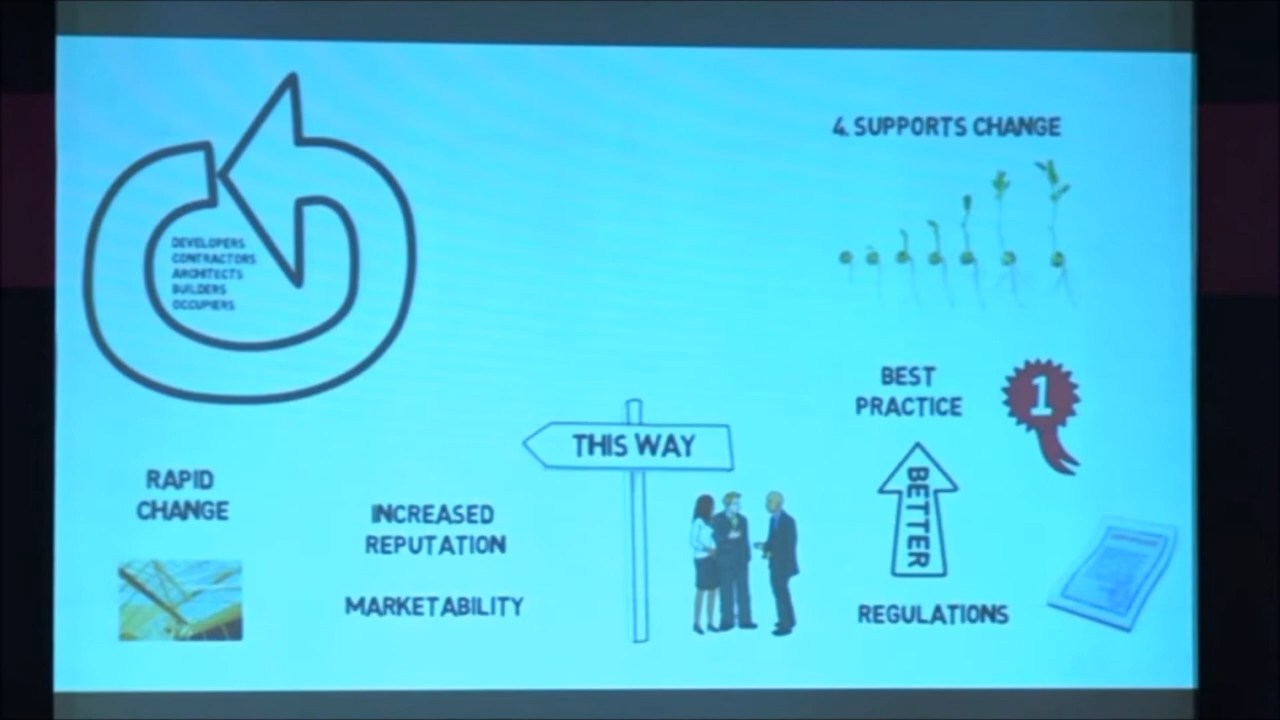 4. SUPPORTS CHANGE
DEVELOPERS
CONTRACTORS
ARCHITECTS
BUILDERS
OCCUPIERS
BEST
PRACTICE
1
THIS WAY
BETTER
RAPID
CHANGE
INCREASED
REPUTATION
MARKETABILITY
REGULATIONS